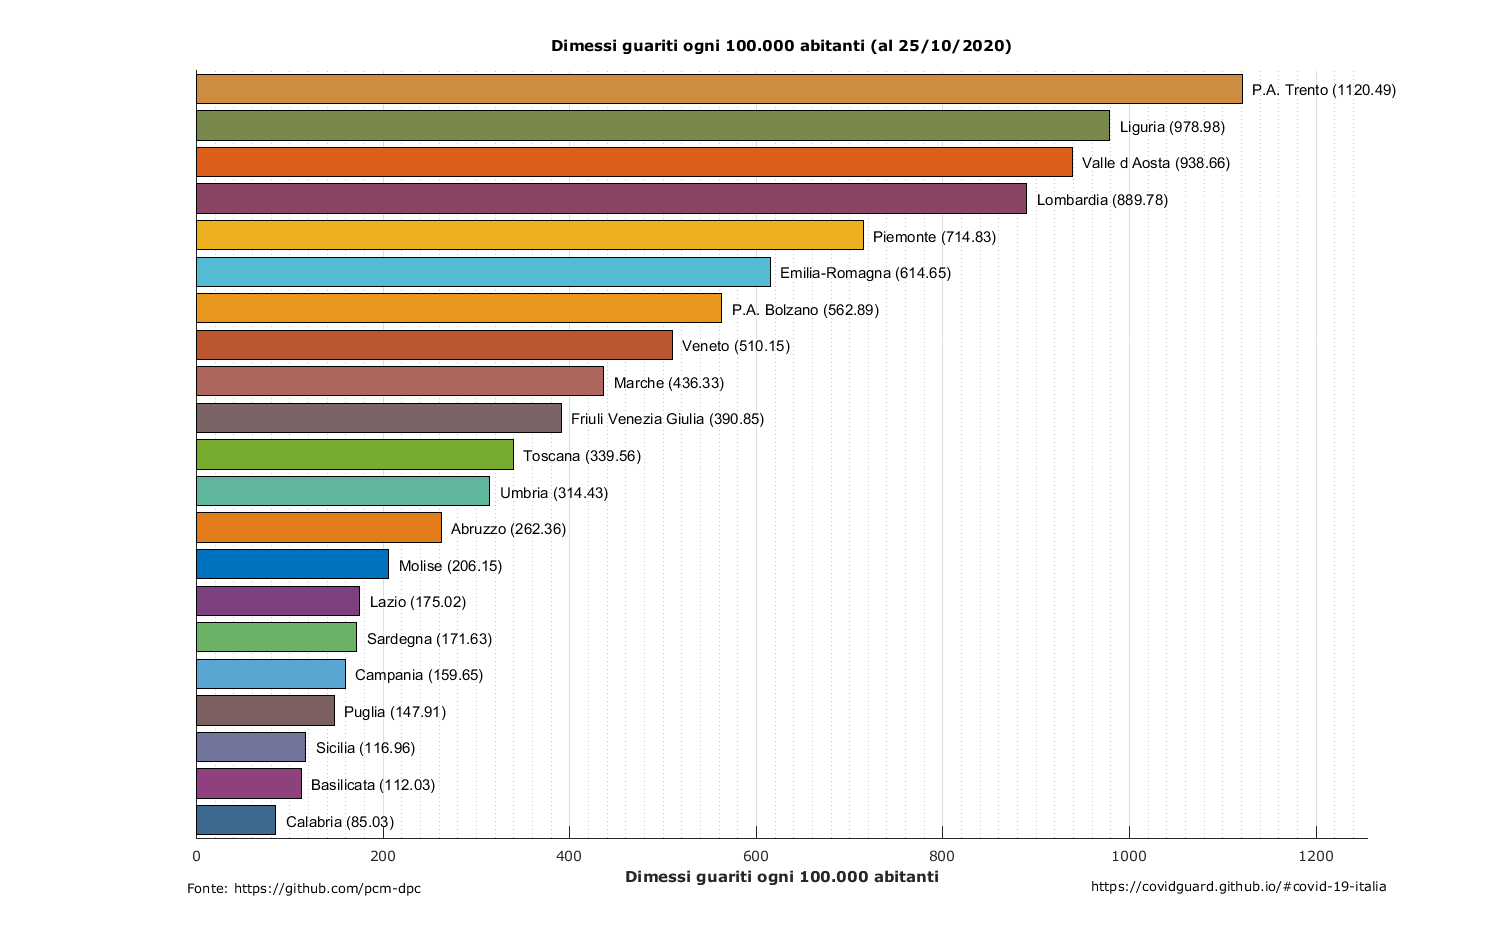 Dimessi guariti ogni 100.000 abitanti (al 25/10/2020)
P.A. Trento (1120.49)
Liguria (978.98)
Valle d Aosta (938.66)
Lombardia (889.78)
Piemonte (714.83)
Emilia-Romagna (614.65)
P.A. Bolzano (562.89)
Veneto (510.15)
Marche (436.33)
Friuli Venezia Giulia (390.85)
Toscana (339.56)
Umbria (314.43)
Abruzzo (262.36)
Molise (206.15)
Lazio (175.02)
Sardegna (171.63)
Campania (159.65)
Puglia (147.91)
Sicilia (116.96)
Basilicata (112.03)
Calabria (85.03)
0 200 400 600 800 1000 1200
Dimessi guariti ogni 100.000 abitanti
Fonte: https://github.com/pcm-dpc
https://covidguard.github.io/#covid-19-italia